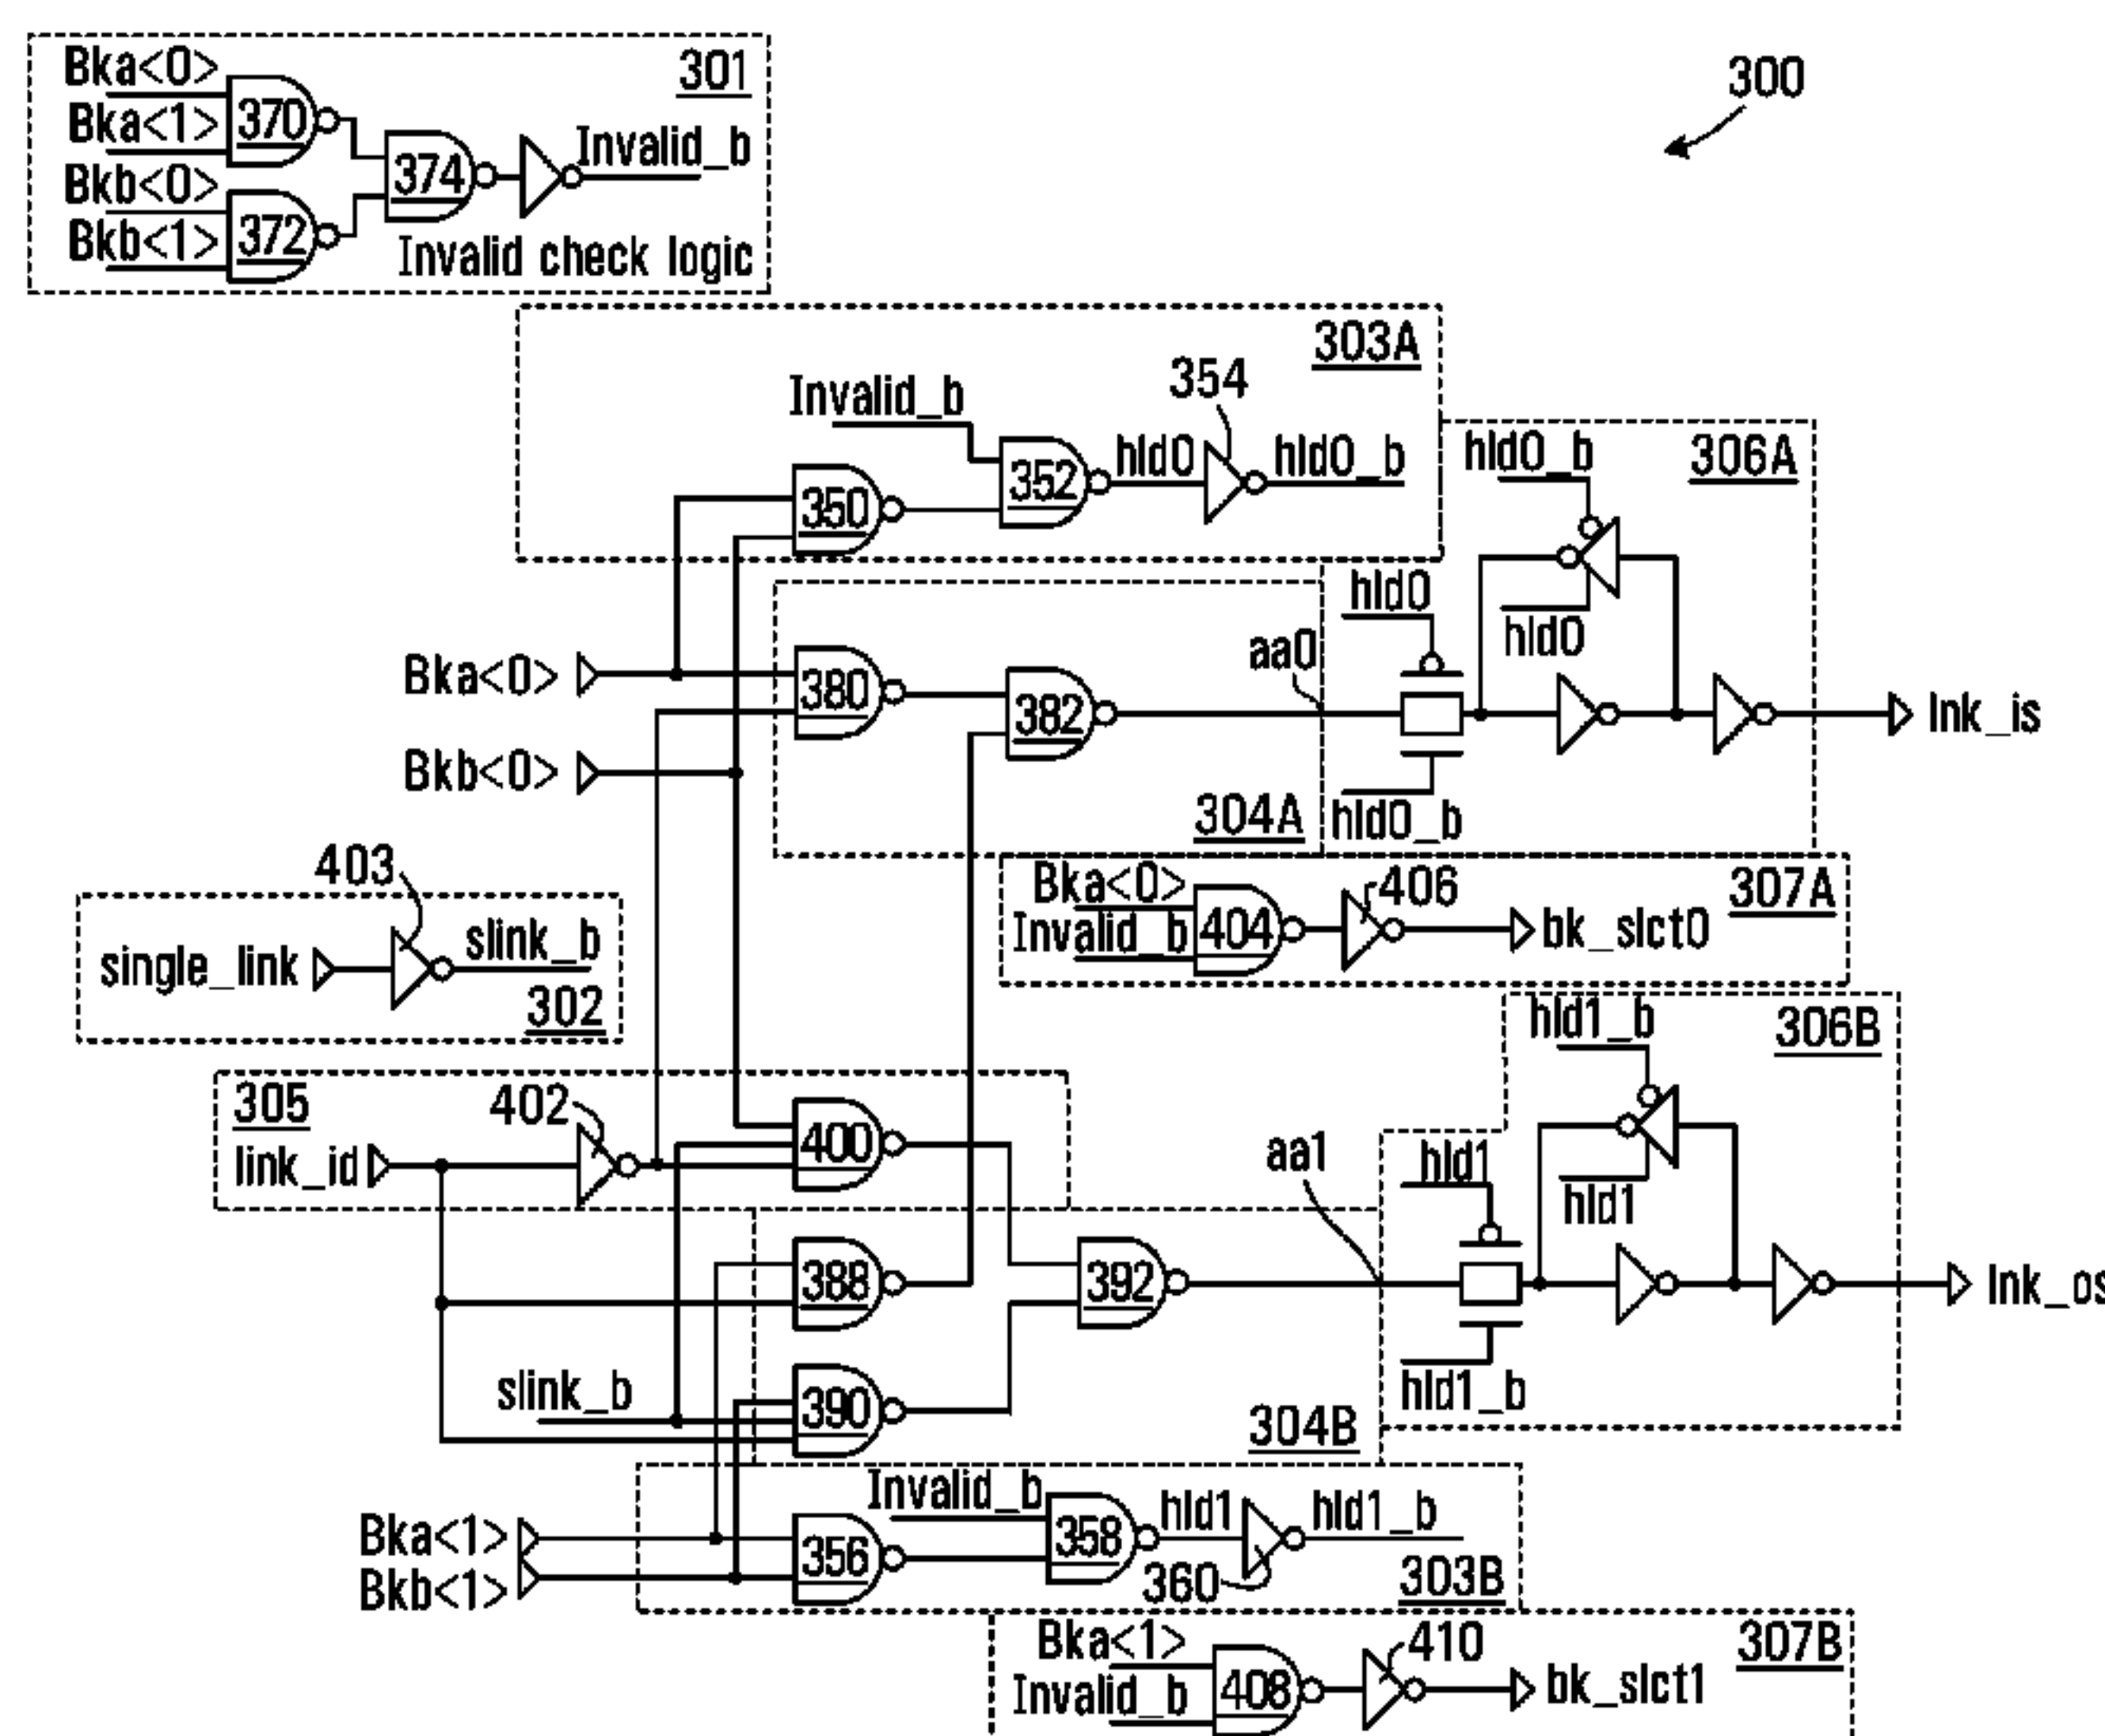 300
301
Bka<0>
Bka<1>
370
Bkb<0>
Bkb<1>
372
374
Invalid_b
Invalid check logic
303A
Invalid_b
350
352
hld0
354
hld0_b
306A
hld0_b
hld0
hld0
hld0_b
aa0
lnk_is
Bka<0>
Bkb<0>
380
382
304A
307A
Bka<0>
Invalid_b
404
406
bk_slct0
403
single_link
slink_b
302
305
link_id
402
400
388
390
392
slink_b
304B
aa1
306B
hld1_b
hld1
hld1
hld1_b
lnk_os
Bka<1>
Bkb<1>
356
Invalid_b
358
hld1
360
hld1_b
303B
307B
Bka<1>
Invalid_b
408
410
bk_slct1